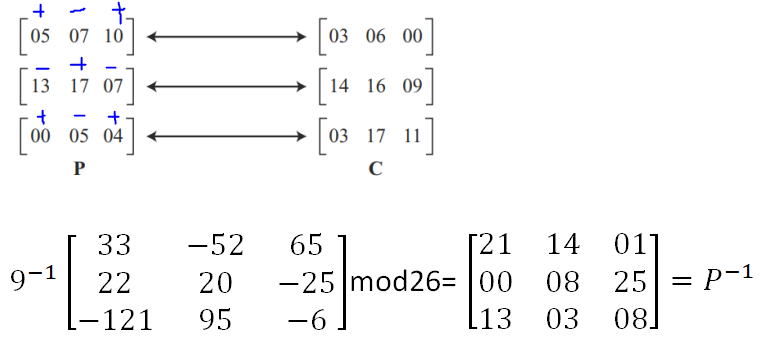 + − +
[05 07 10] ⟷ [03 06 00]
− + −
[13 17 07] ⟷ [14 16 09]
+ − +
[00 05 04] ⟷ [03 17 11]
P C
33 −52 65 21 14 01
9⁻¹ [22 20 −25] mod26= [00 08 25] = P⁻¹
−121 95 −6 13 03 08